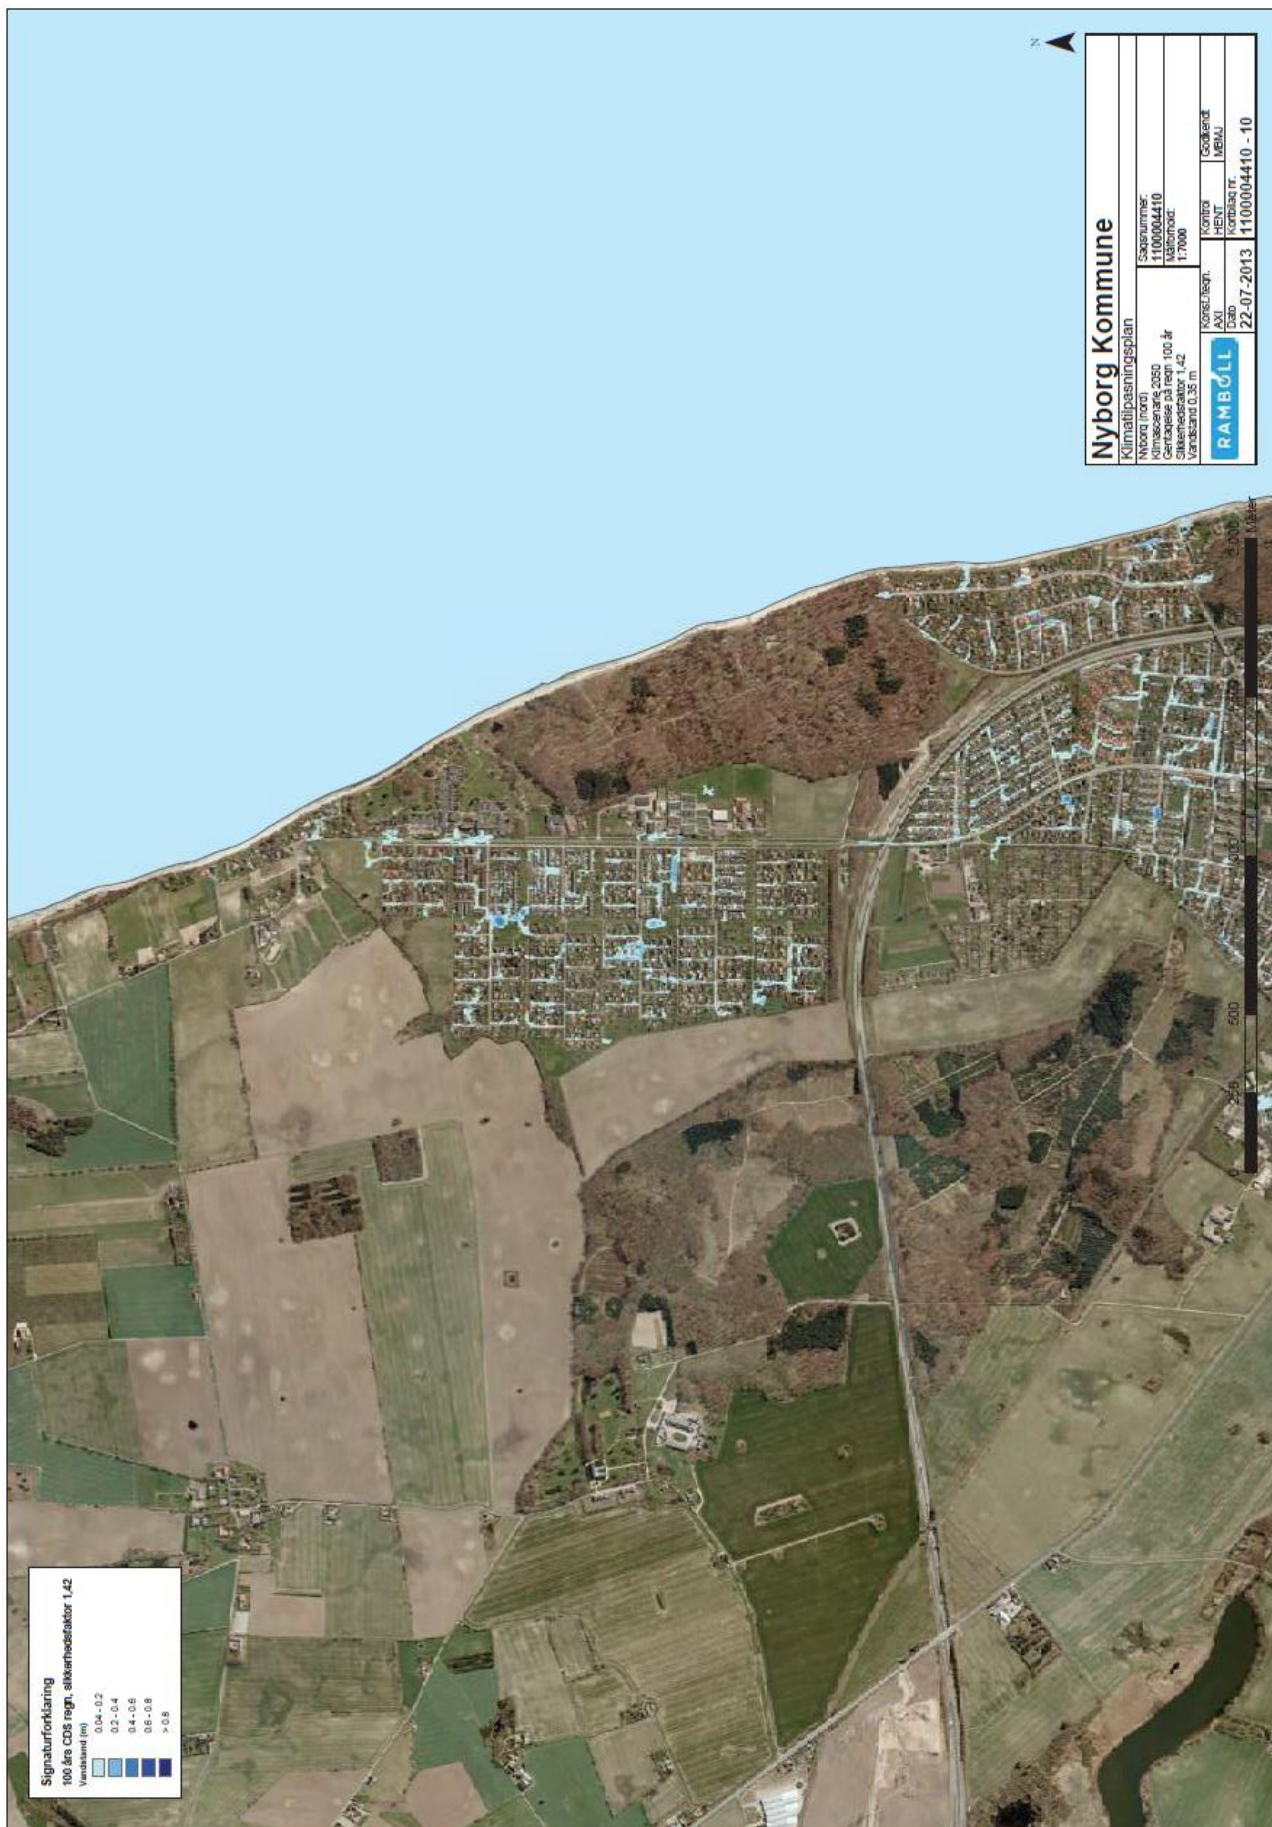 N
Nyborg Kommune
Klimatilpasningsplan
Nyborg (nord)
Klimascenarie 2050
Gentagelse på regn 100 år
Sikkerhedsfaktor 1,42
Vandstand 0,35 m
Sagsnummer:
1100004410
Målforhold:
1:7000
RAMBOLL
Konst./tegn.
AXI
Kontrol
HENT
Godkendt
MBMJ
Dato
22-07-2013
Kortbilag nr.
1100004410 - 10
Signaturforklaring
100 års CDS regn, sikkerhedsfaktor 1,42
Vandstand (m)
0.04 - 0.2
0.2 - 0.4
0.4 - 0.6
0.6 - 0.8
> 0.8
0
250
500
Meter